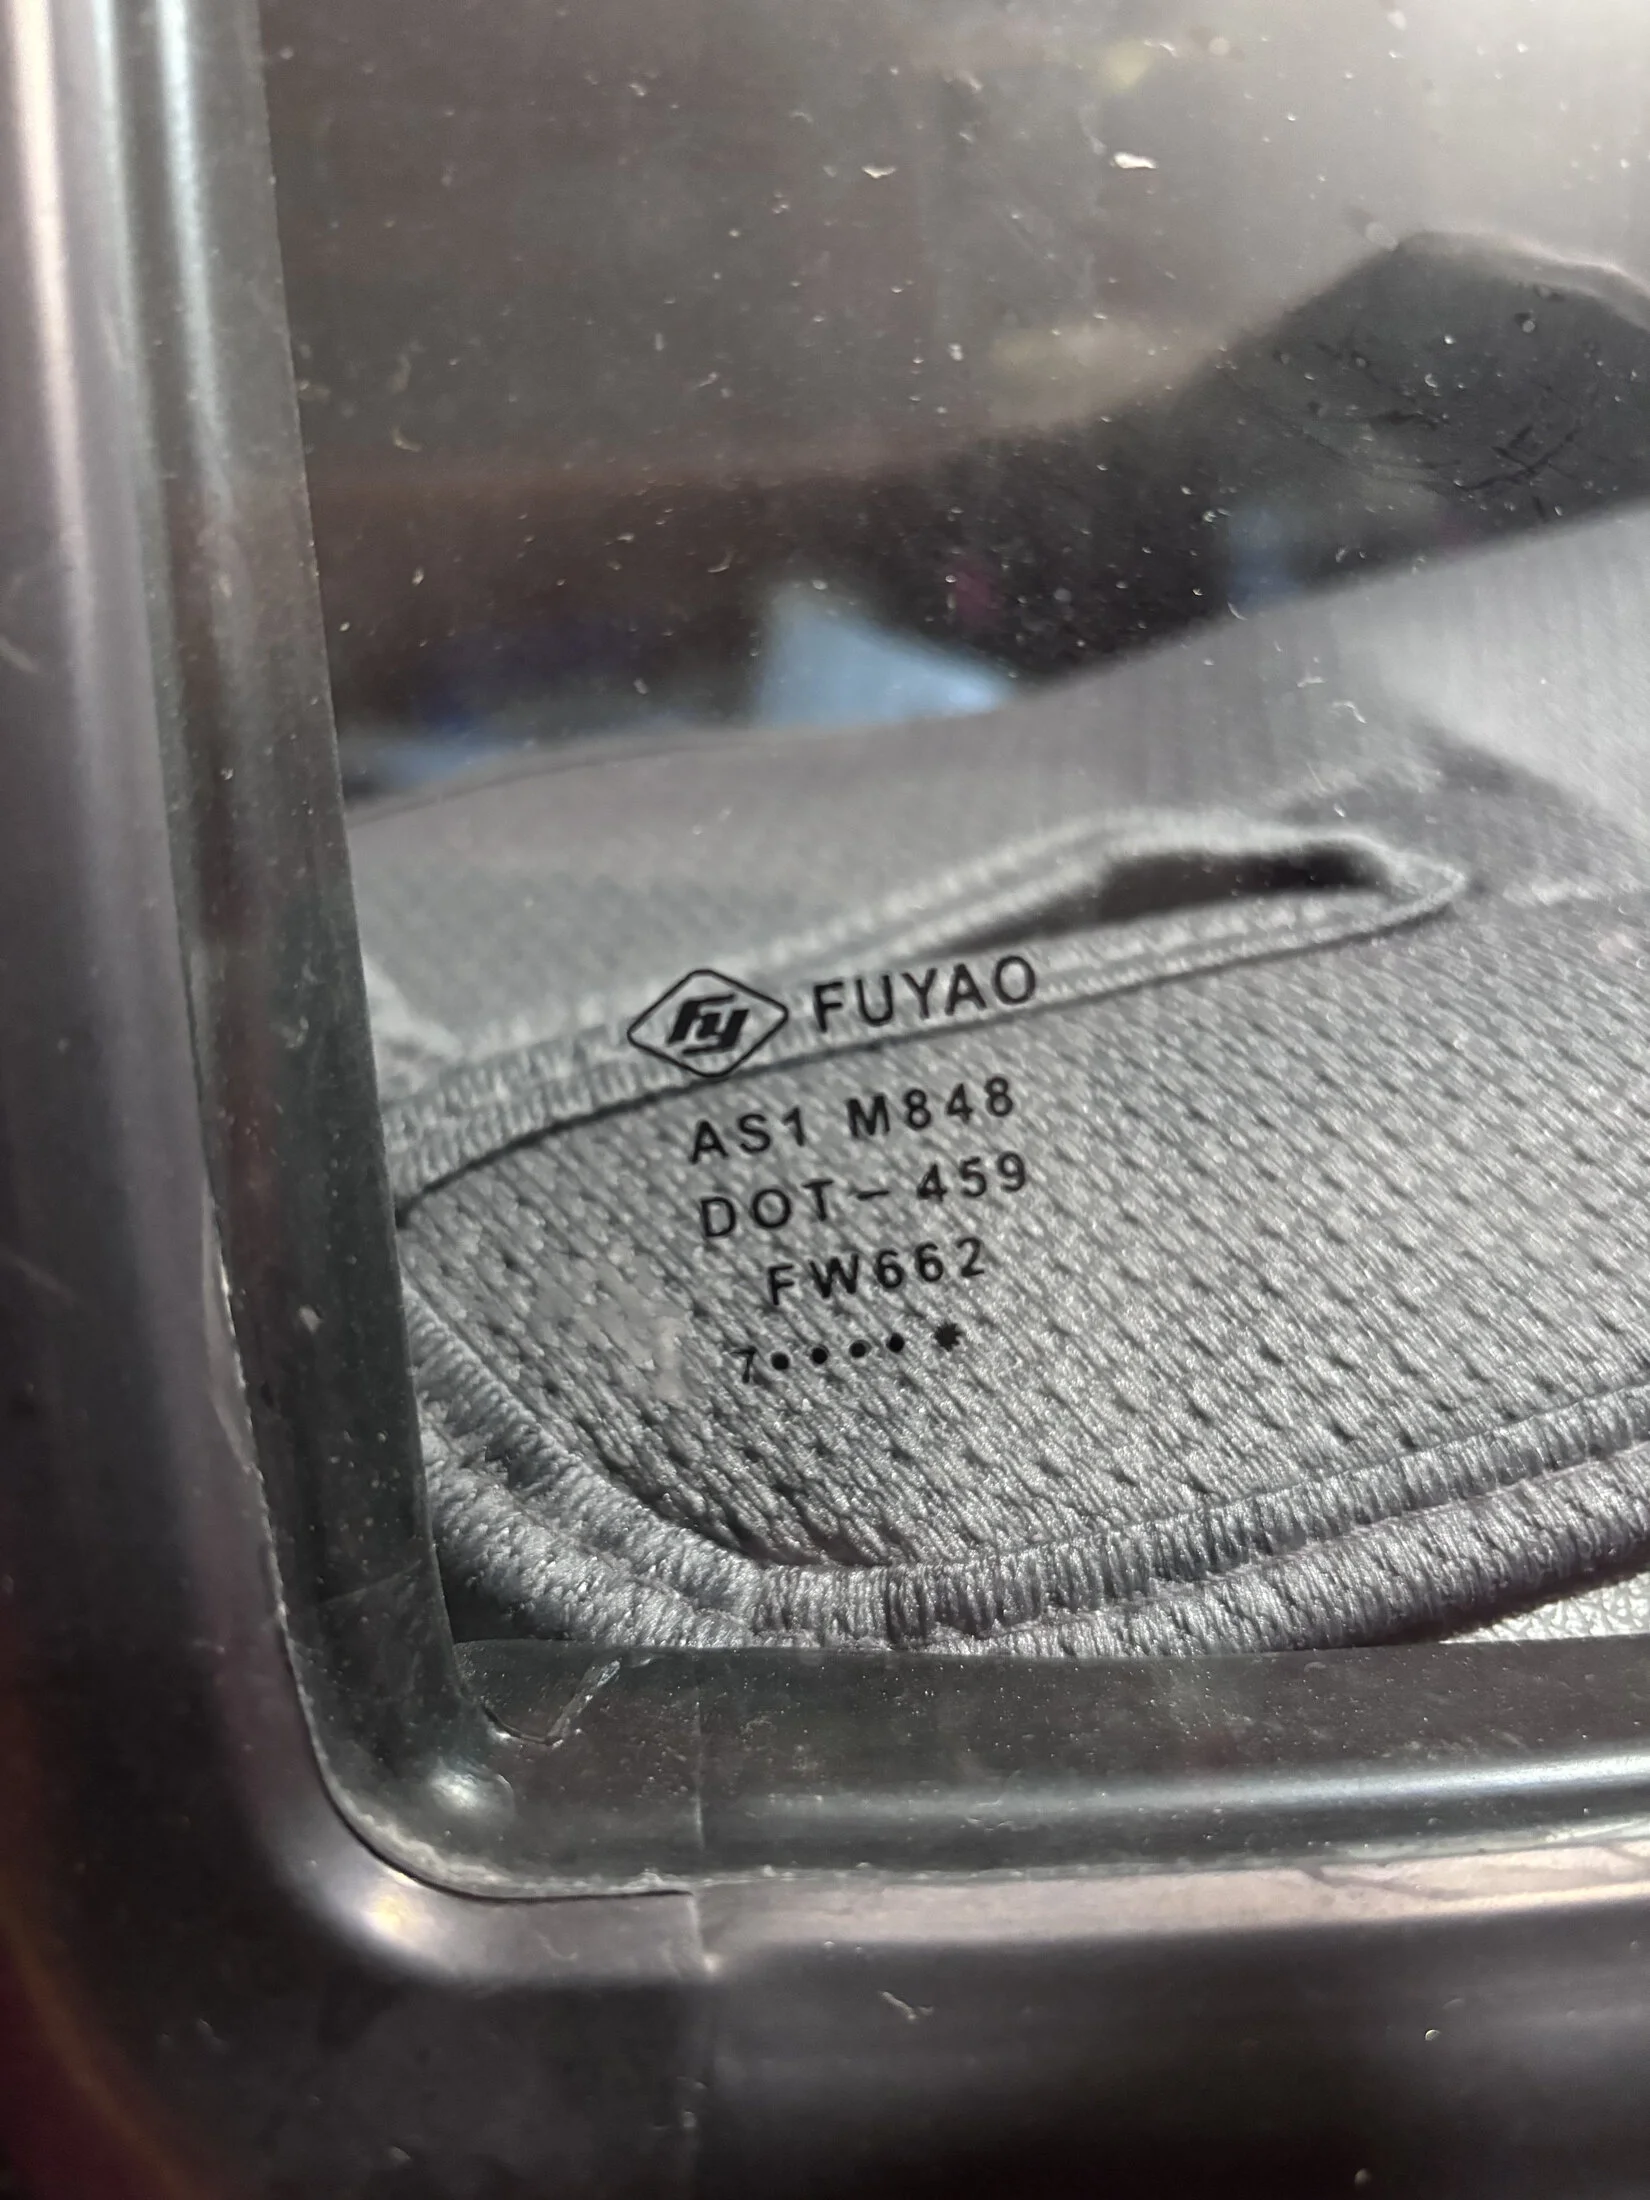 fy FUYAO
AS1 M848
DOT-459
FW662
7•••• *